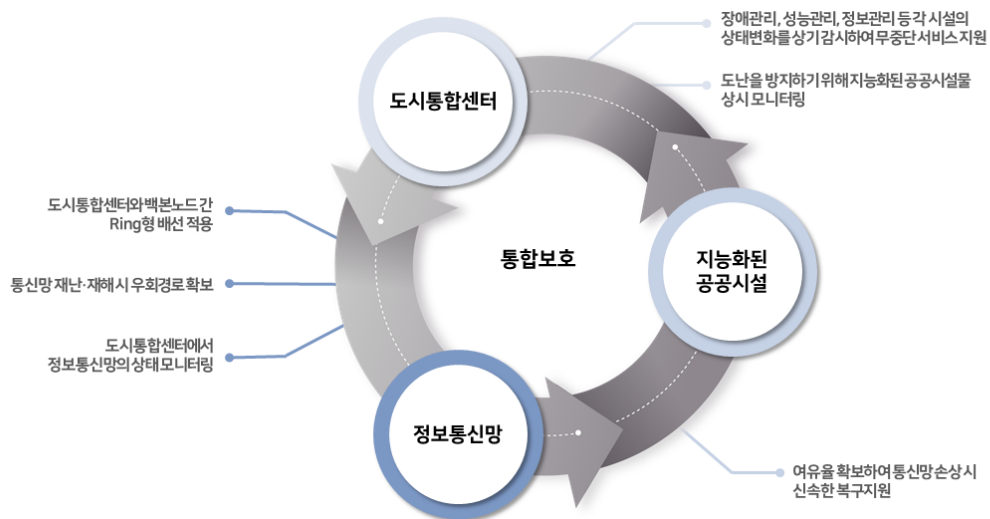 장애관리, 성능관리, 정보관리 등 각 시설의
상태변화를 상기 감시하여 무중단 서비스 지원
도난을 방지하기 위해 지능화된 공공시설물
상시 모니터링
도시통합센터
도시통합센터와 백본노드 간
Ring형 배선 적용
통신망 재난·재해 시 우회경로 확보
도시통합센터에서
정보통신망의 상태 모니터링
통합보호
지능화된
공공시설
정보통신망
여유율 확보하여 통신망 손상 시
신속한 복구지원